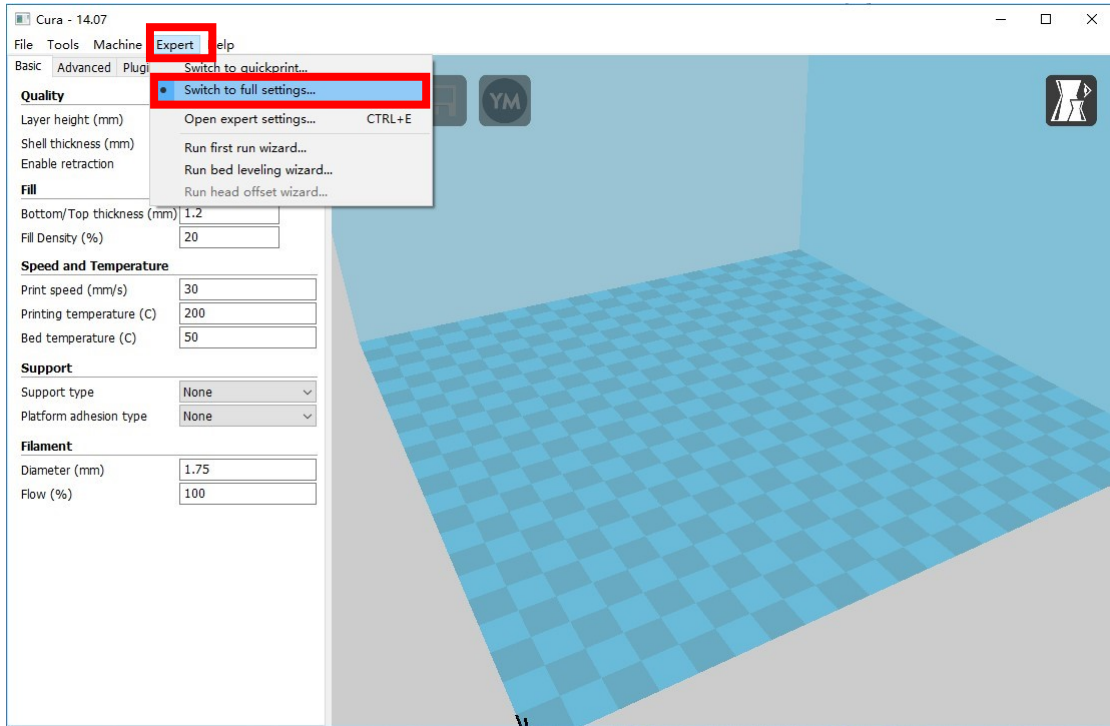 Cura - 14.07
File Tools Machine Expert elp
Basic Advanced Plugi
Switch to quickprint...
Switch to full settings...
Open expert settings... CTRL+E
Run first run wizard...
Run bed leveling wizard...
Run head offset wizard...
YM
Quality
Layer height (mm)
Shell thickness (mm)
Enable retraction
Fill
Bottom/Top thickness (mm) 1.2
Fill Density (%) 20
Speed and Temperature
Print speed (mm/s) 30
Printing temperature (C) 200
Bed temperature (C) 50
Support
Support type None
Platform adhesion type None
Filament
Diameter (mm) 1.75
Flow (%) 100